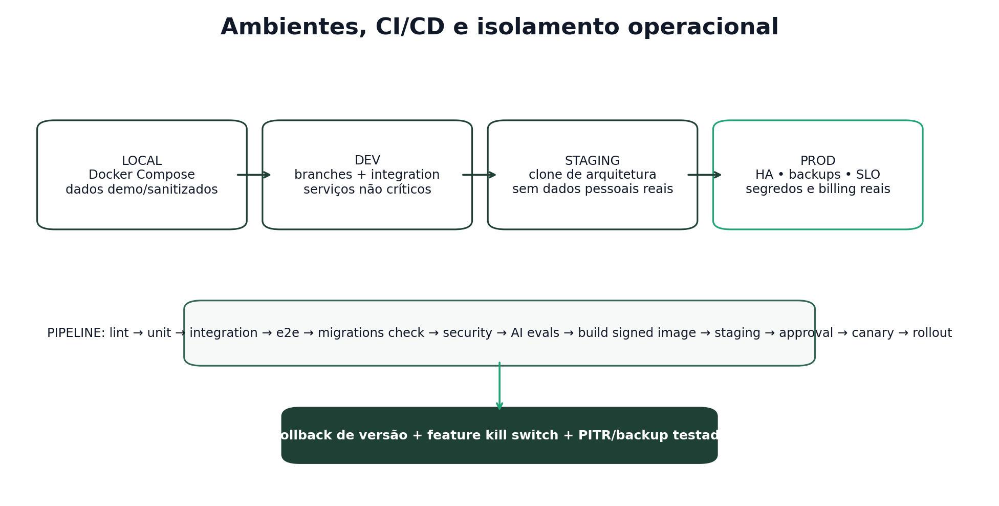 Ambientes, CI/CD e isolamento operacional
LOCAL
Docker Compose
dados demo/sanitizados
DEV
branches + integration
serviços não críticos
STAGING
clone de arquitetura
sem dados pessoais reais
PROD
HA • backups • SLO
segredos e billing reais
PIPELINE: lint → unit → integration → e2e → migrations check → security → AI evals → build signed image → staging → approval → canary → rollout
ollback de versão + feature kill switch + PITR/backup testad